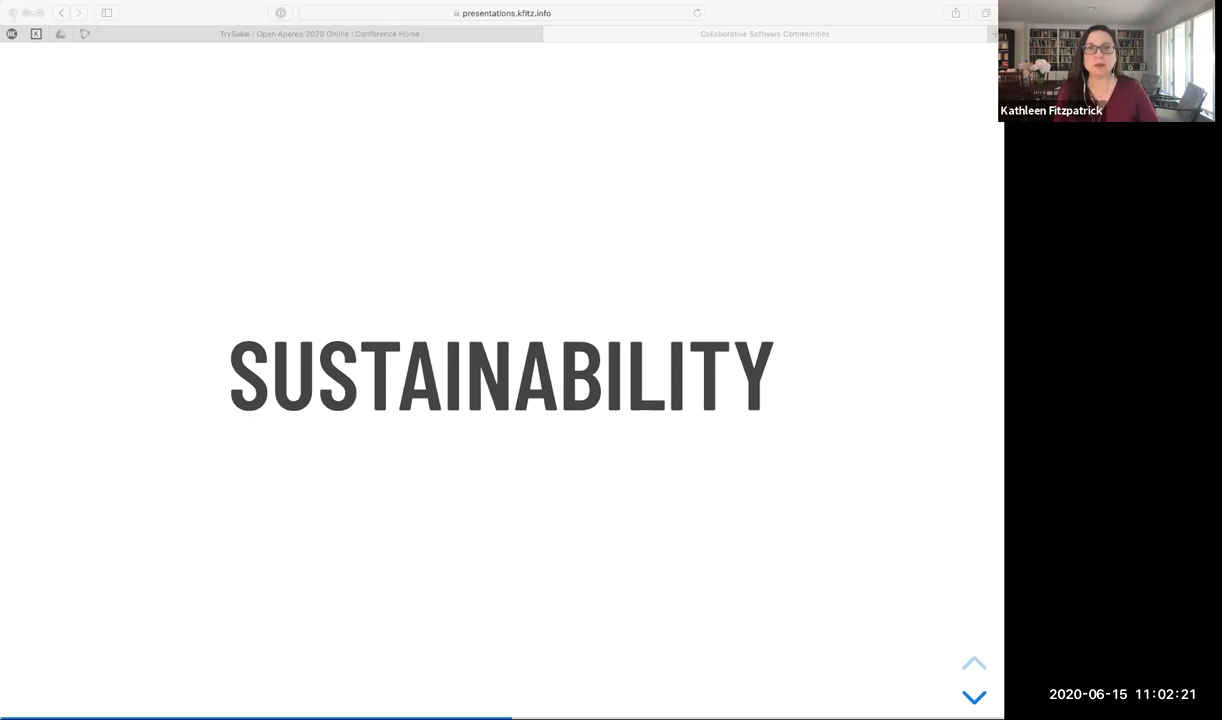 presentations.kfitz.info
TrySakai : Open Apereo 2020 Online : Conference Home
Collaborative Software Communities
Kathleen Fitzpatrick
SUSTAINABILITY
2020-06-15 11:02:21